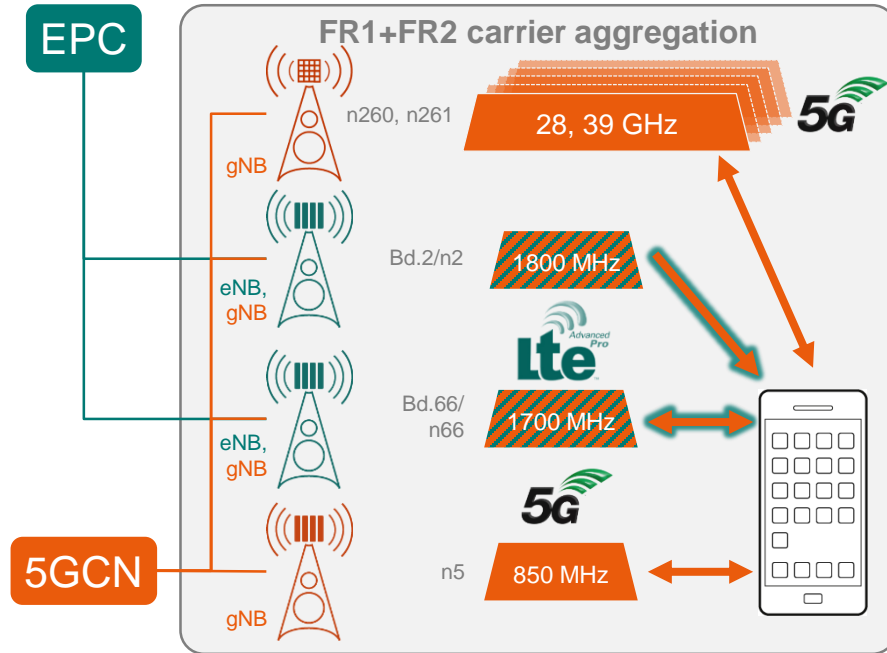 EPC
FR1+FR2 carrier aggregation
n260, n261
28, 39 GHz
5G
gNB
Bd.2/n2
1800 MHz
eNB,
gNB
Lte
Advanced
Pro
Bd.66/
n66
1700 MHz
eNB,
gNB
5G
5GCN
n5
850 MHz
gNB